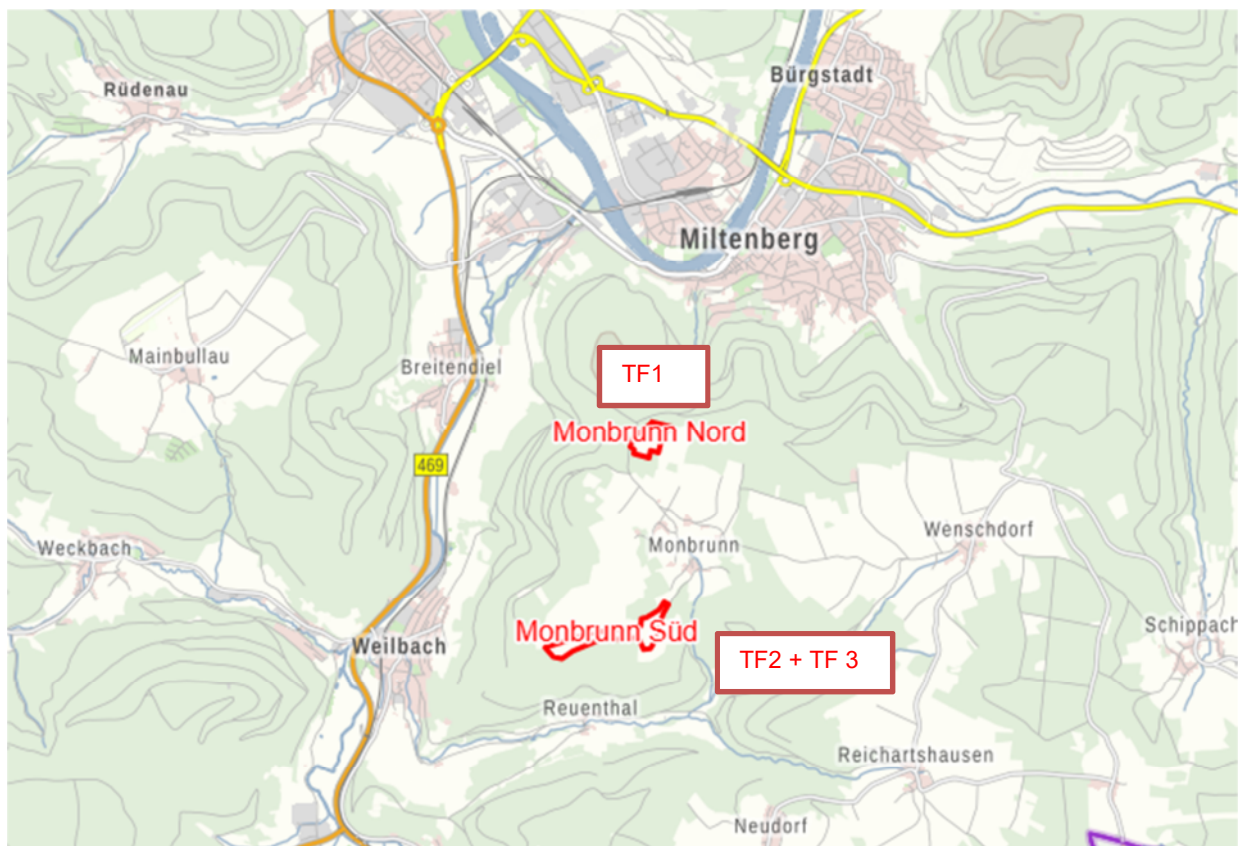 Rüdenau
Bürgstadt
Miltenberg
Mainbullau
Breitendiel
TF1
Monbrunn Nord
469
Wenschdorf
Weckbach
Monbrunn
Monbrunn Süd
Schippach
Weilbach
TF2 + TF 3
Reuenthal
Reichartshausen
Neudorf